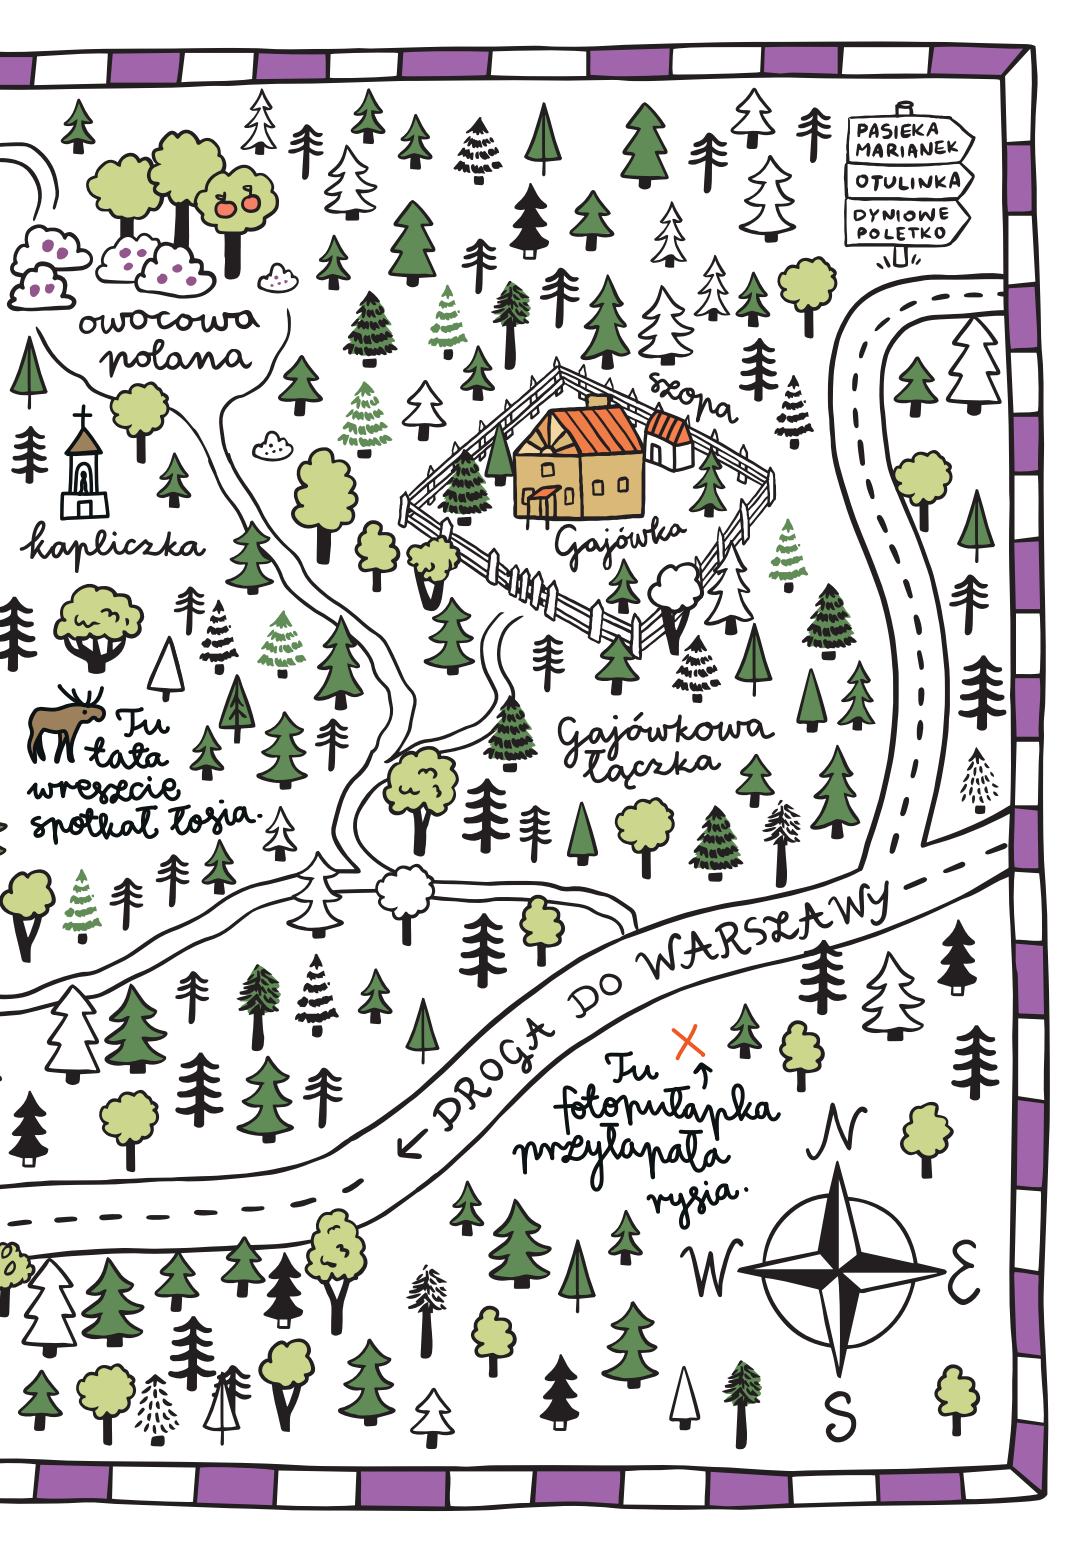 PASIEKA
MARIANEK
OTULINKA
DYNIOWE
POLETKO
owocowa
polana
szopa
kapliczka
Gajówka
Tu
tata
wreszcie
spotkał łosia.
Gajówkowa
łączka
DROGA DO WARSZAWY
Tu
fotopułapka
przyłapała
rysia.
N
W
E
S